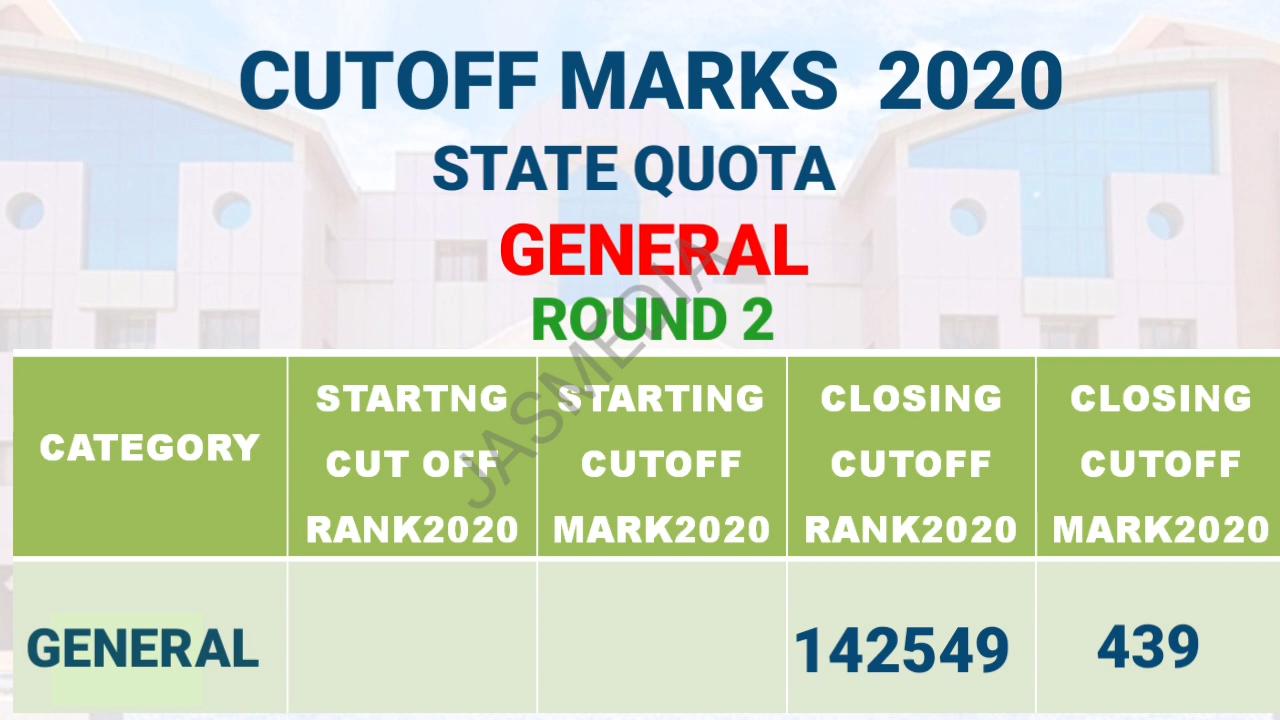 CUTOFF MARKS 2020
STATE QUOTA
GENERAL
ROUND 2
JASMEDIA
CATEGORY
STARTNG
CUT OFF
RANK2020
STARTING
CUTOFF
MARK2020
CLOSING
CUTOFF
RANK2020
CLOSING
CUTOFF
MARK2020
GENERAL
142549
439